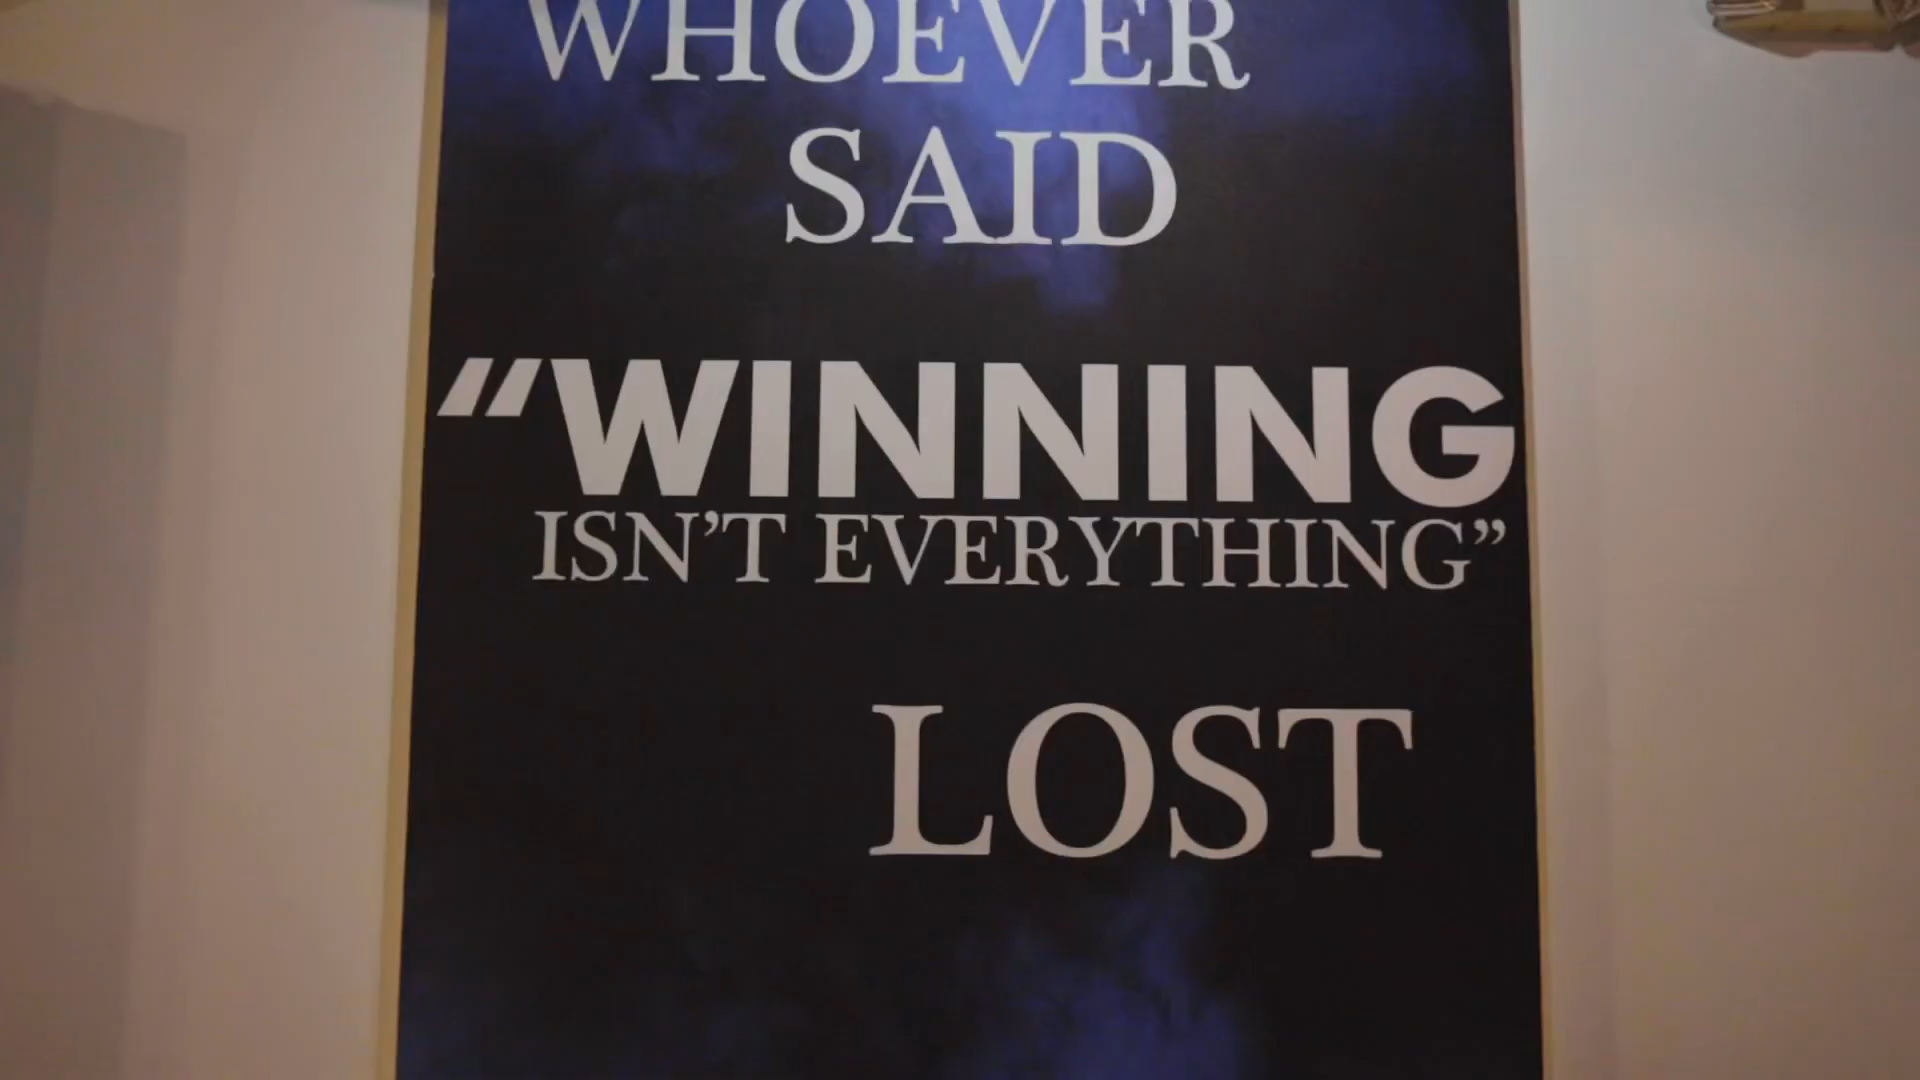 WHOEVER
SAID
“WINNING
ISN’T EVERYTHING”
LOST